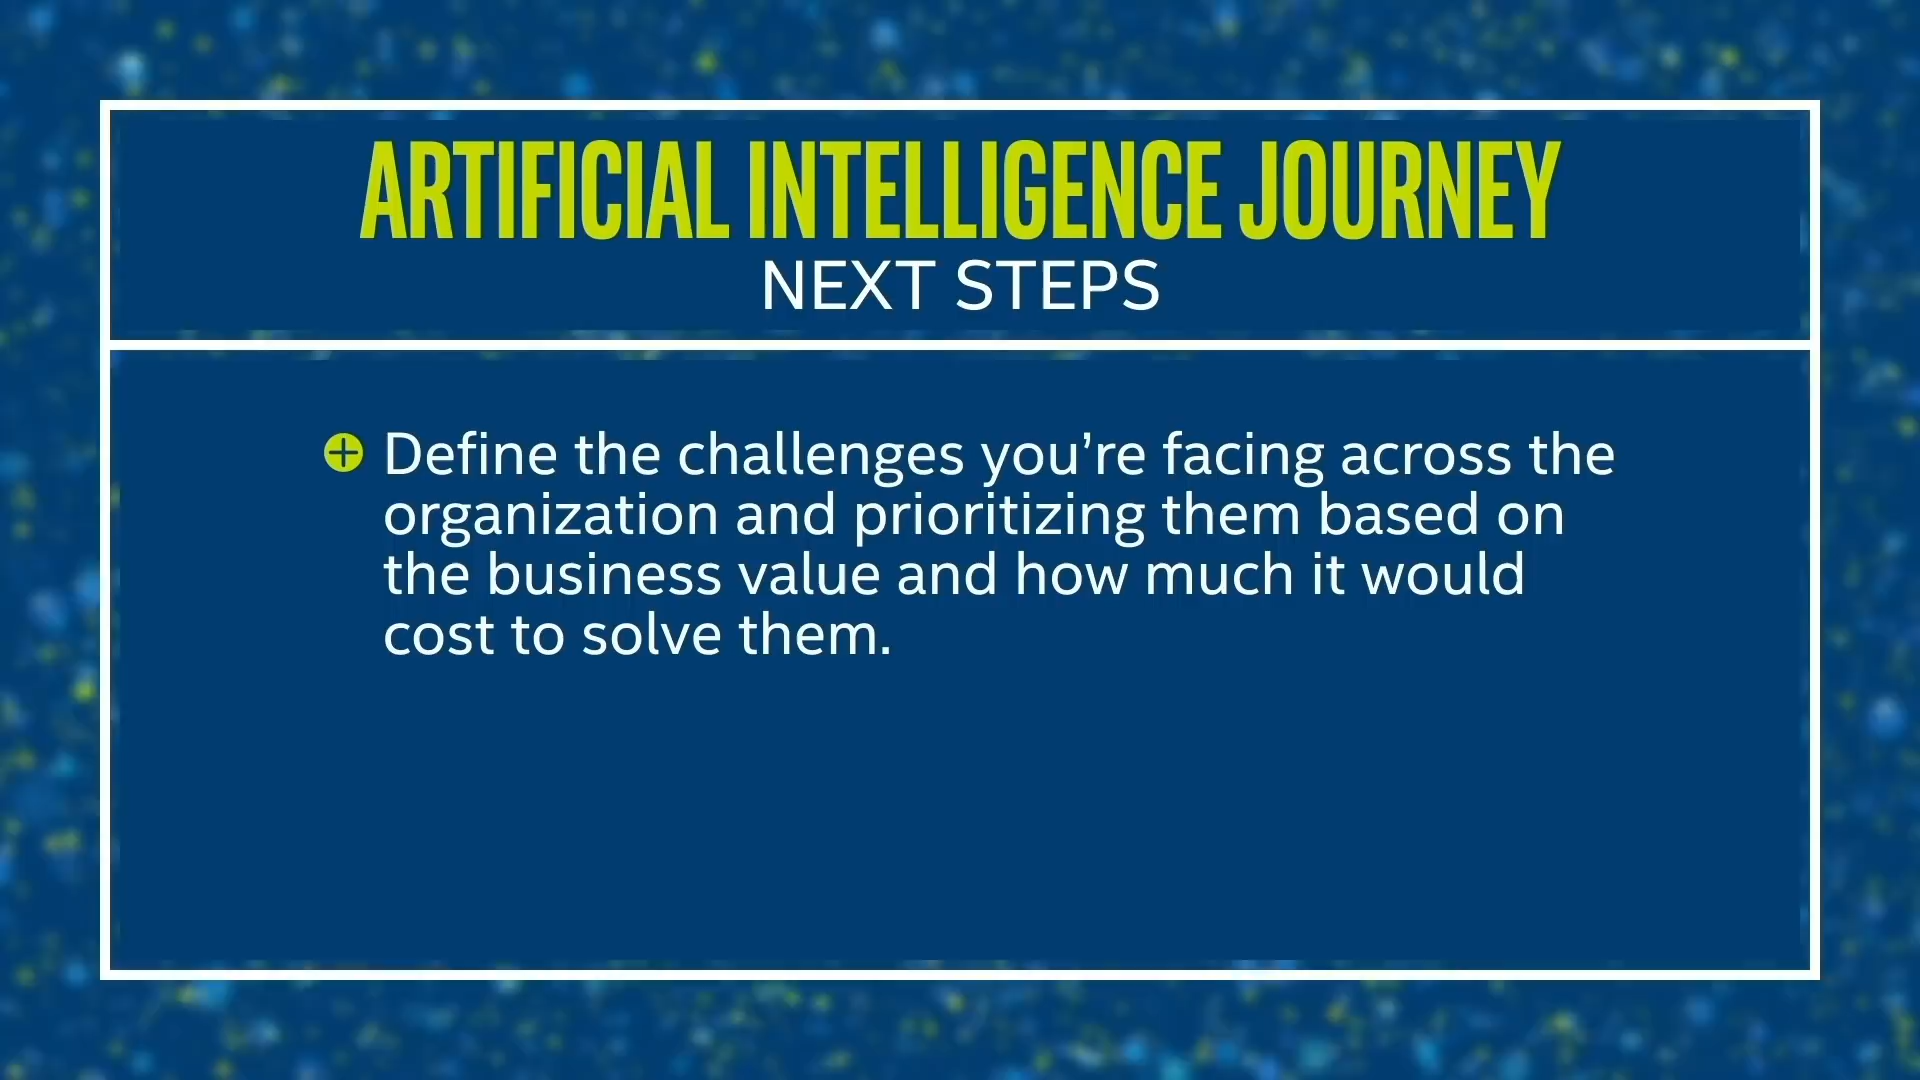 ARTIFICIAL INTELLIGENCE JOURNEY
NEXT STEPS
Define the challenges you’re facing across the
organization and prioritizing them based on
the business value and how much it would
cost to solve them.